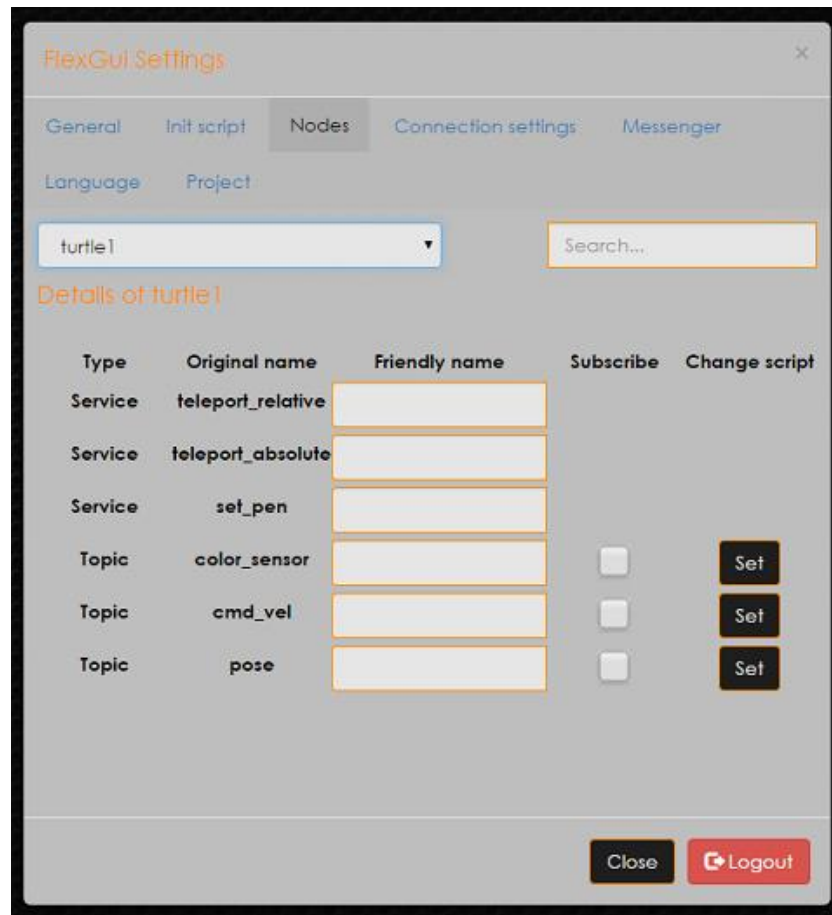 FlexGui Settings ×
General Init script Nodes Connection settings Messenger
Language Project
turtle1 Search...
Details of turtle1
Type Original name Friendly name Subscribe Change script
Service teleport_relative
Service teleport_absolute
Service set_pen
Topic color_sensor Set
Topic cmd_vel Set
Topic pose Set
Close Logout